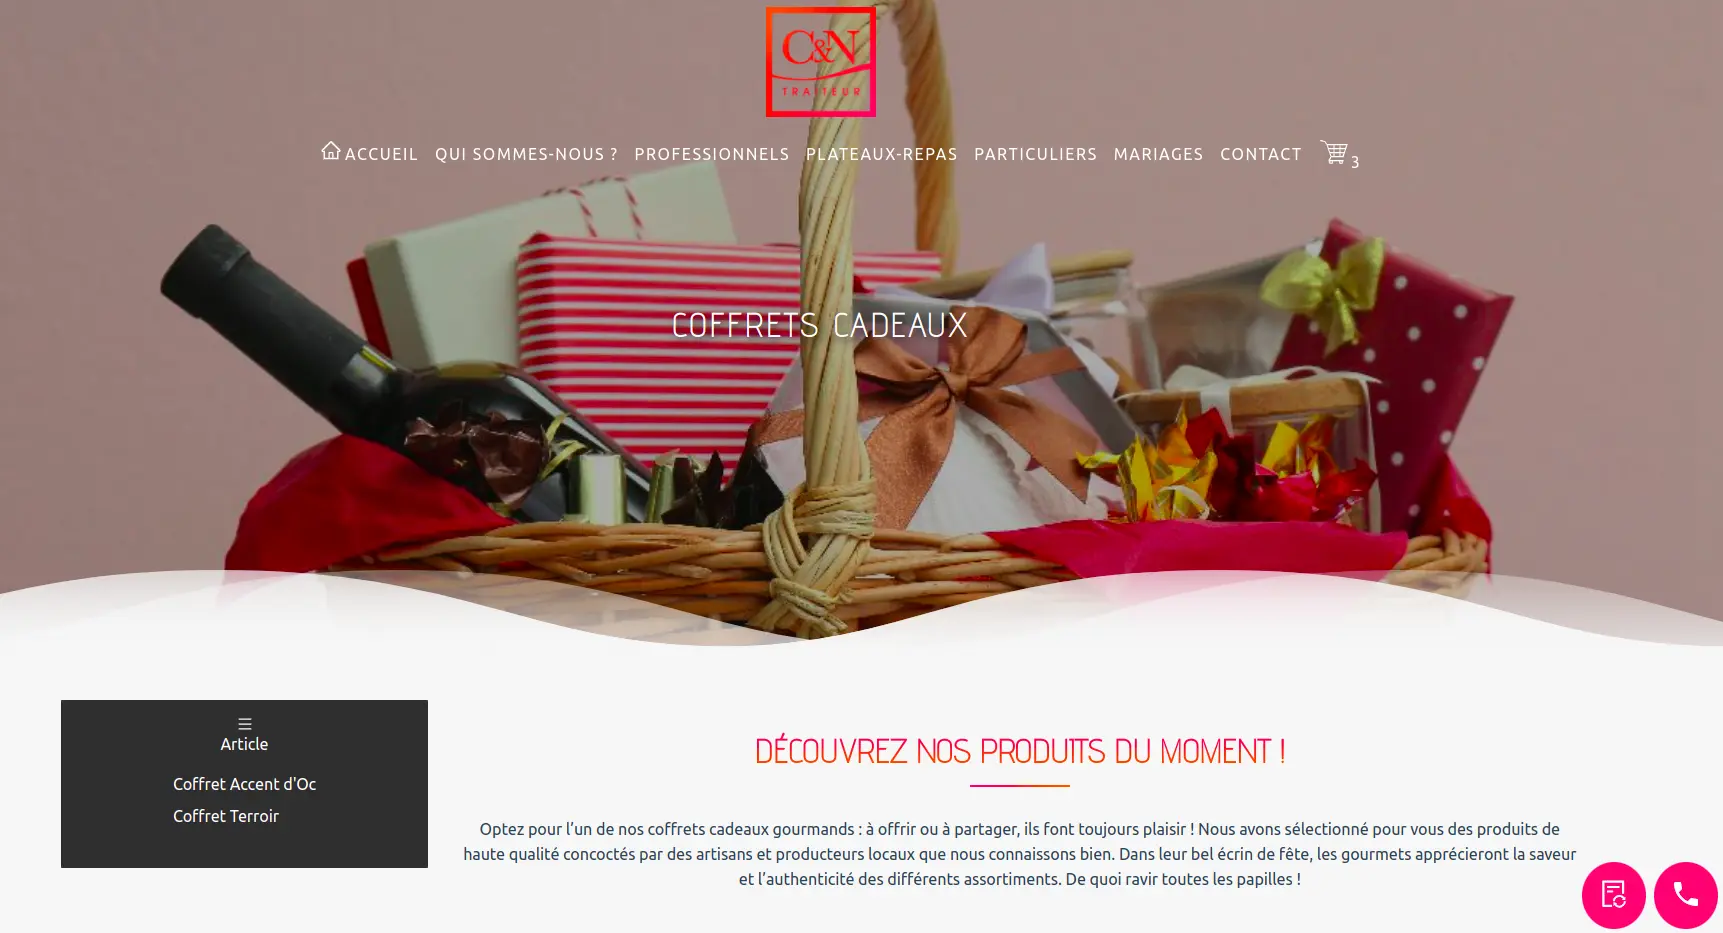 C&N
TRAITEUR
ACCUEIL QUI SOMMES-NOUS ? PROFESSIONNELS PLATEAUX-REPAS PARTICULIERS MARIAGES CONTACT 3
COFFRETS CADEAUX
Article
Coffret Accent d'Oc
Coffret Terroir
DÉCOUVREZ NOS PRODUITS DU MOMENT !
Optez pour l’un de nos coffrets cadeaux gourmands : à offrir ou à partager, ils font toujours plaisir ! Nous avons sélectionné pour vous des produits de
haute qualité concoctés par des artisans et producteurs locaux que nous connaissons bien. Dans leur bel écrin de fête, les gourmets apprécieront la saveur
et l’authenticité des différents assortiments. De quoi ravir toutes les papilles !